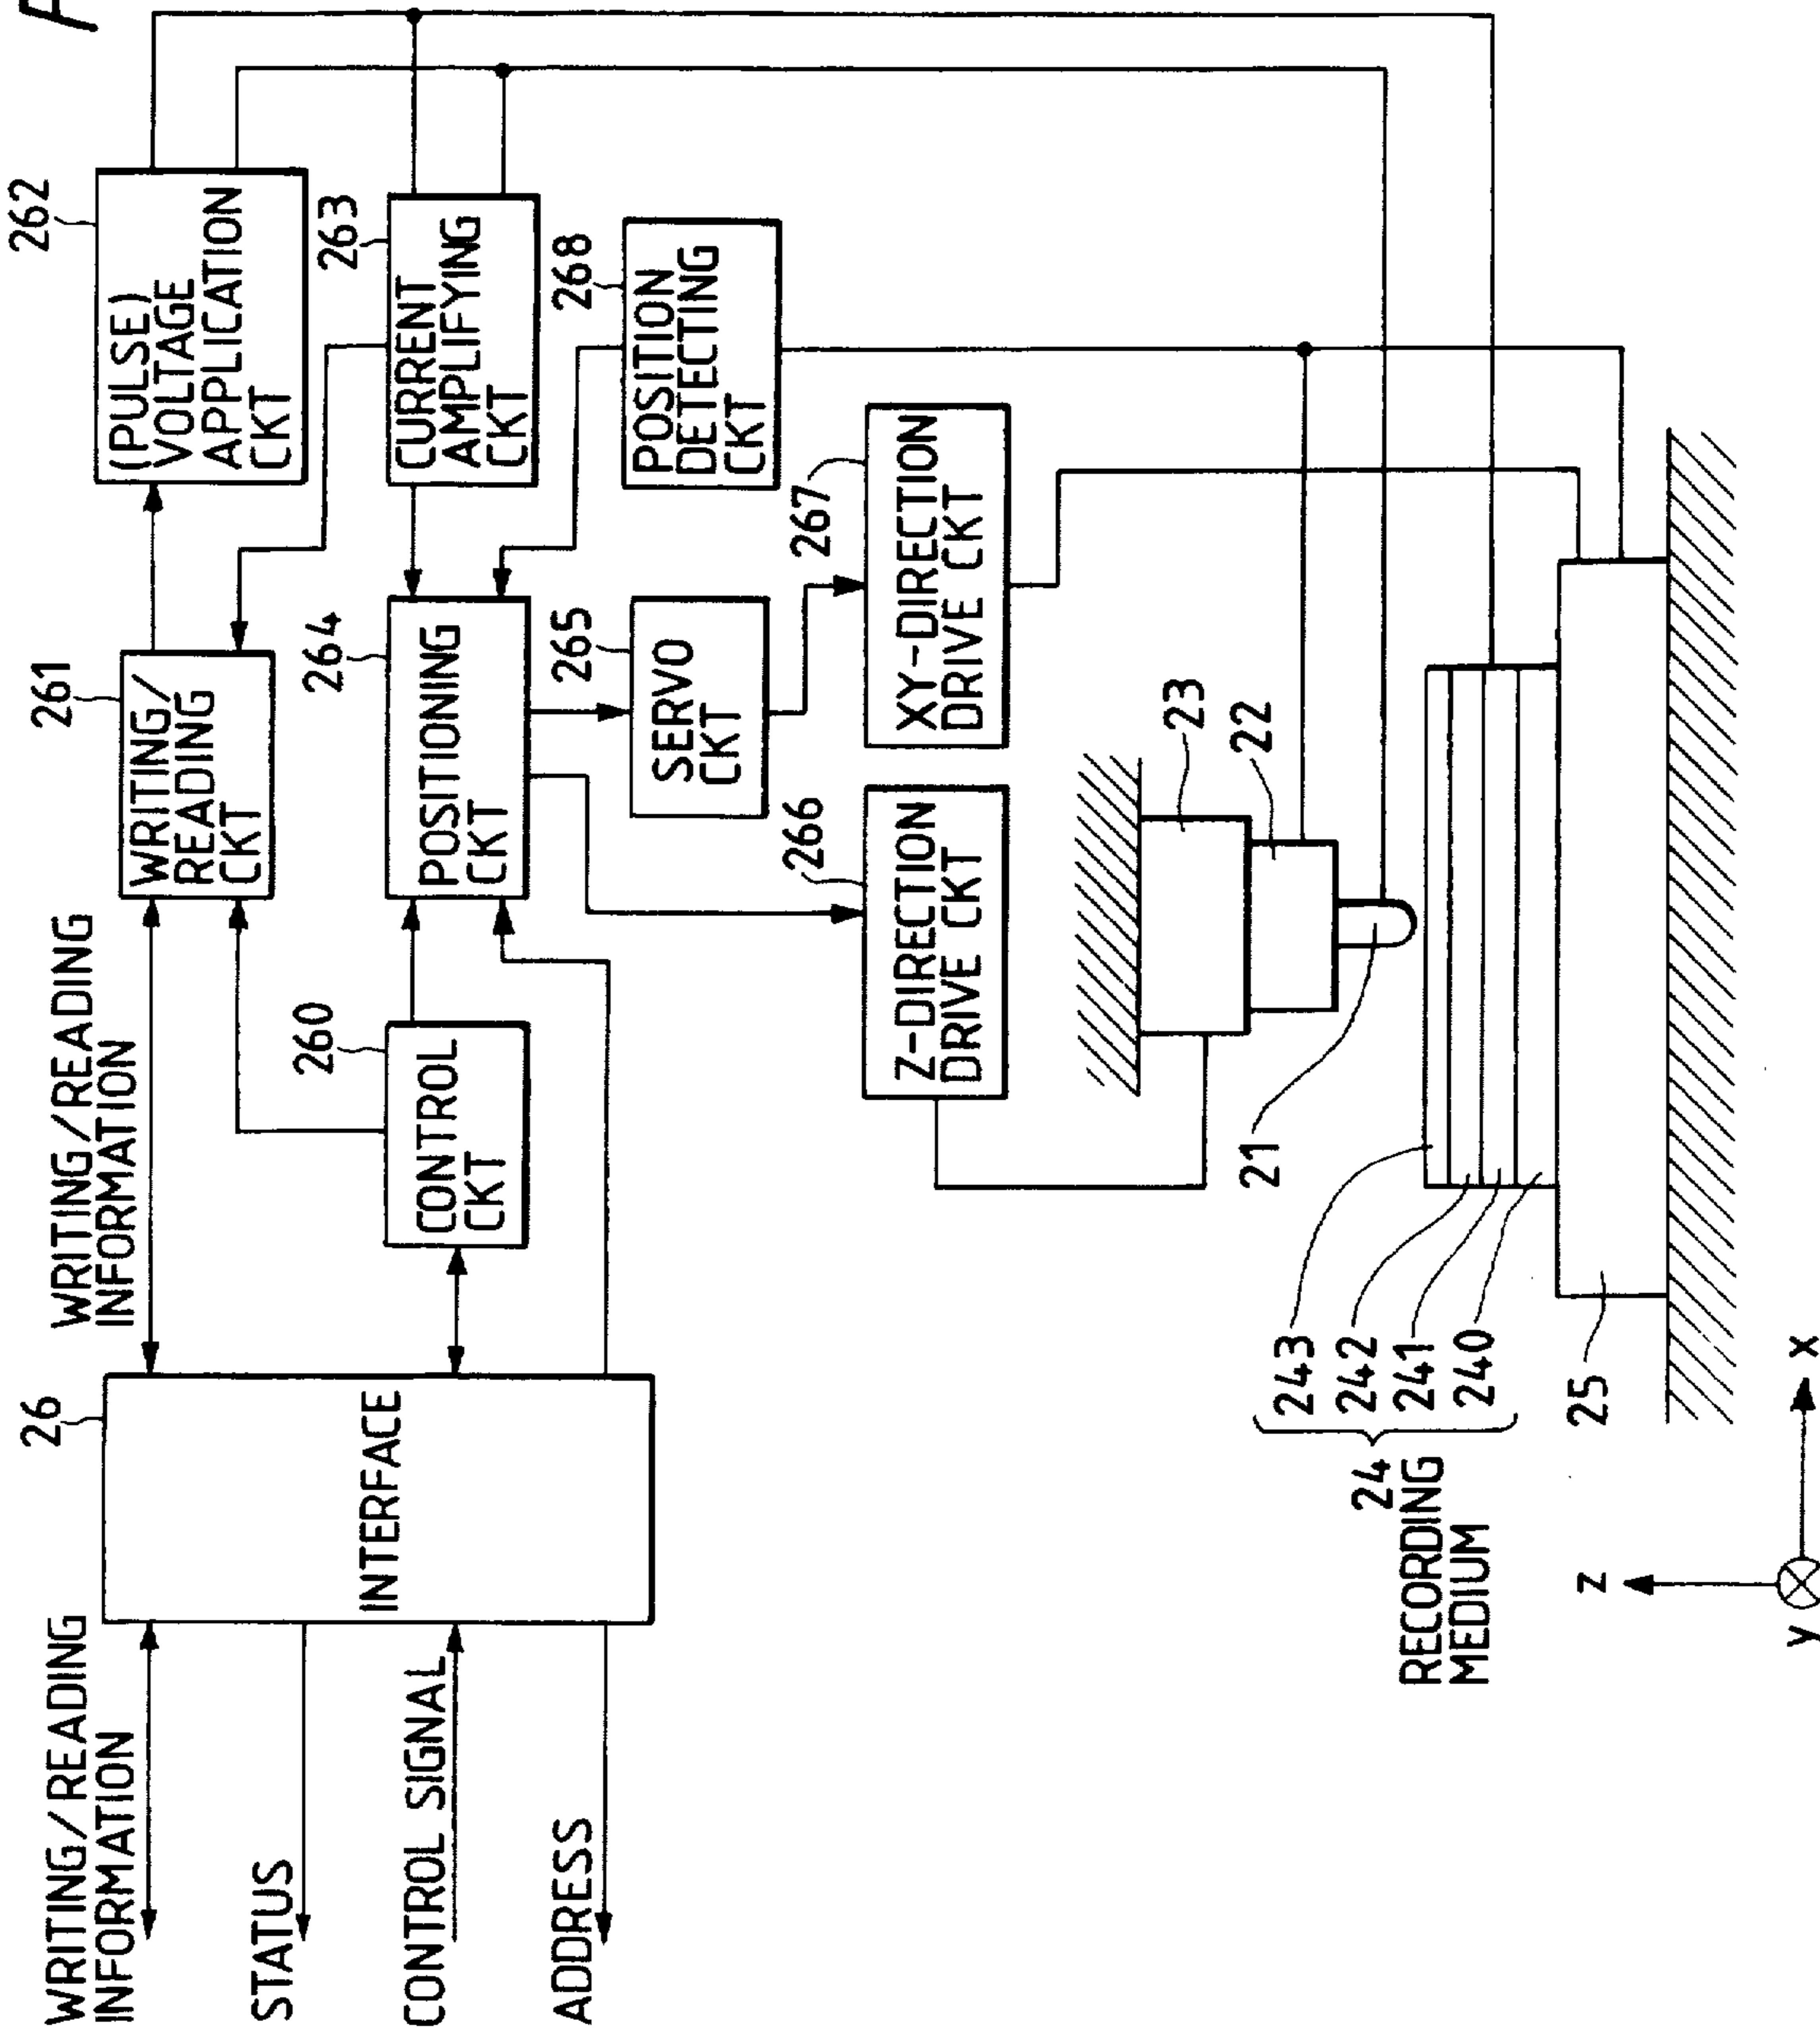 WRITING/READING
INFORMATION
STATUS
CONTROL SIGNAL
ADDRESS
26
INTERFACE
WRITING/READING
INFORMATION
260
CONTROL
CKT
261
WRITING/
READING
CKT
262
(PULSE)
VOLTAGE
APPLICATION
CKT
263
CURRENT
AMPLIFYING
CKT
264
POSITIONING
CKT
268
POSITION
DETECTING
CKT
265
SERVO
CKT
266
Z-DIRECTION
DRIVE CKT
267
XY-DIRECTION
DRIVE CKT
23
22
21
243
242
241
240
24
RECORDING
MEDIUM
25
z
y
x